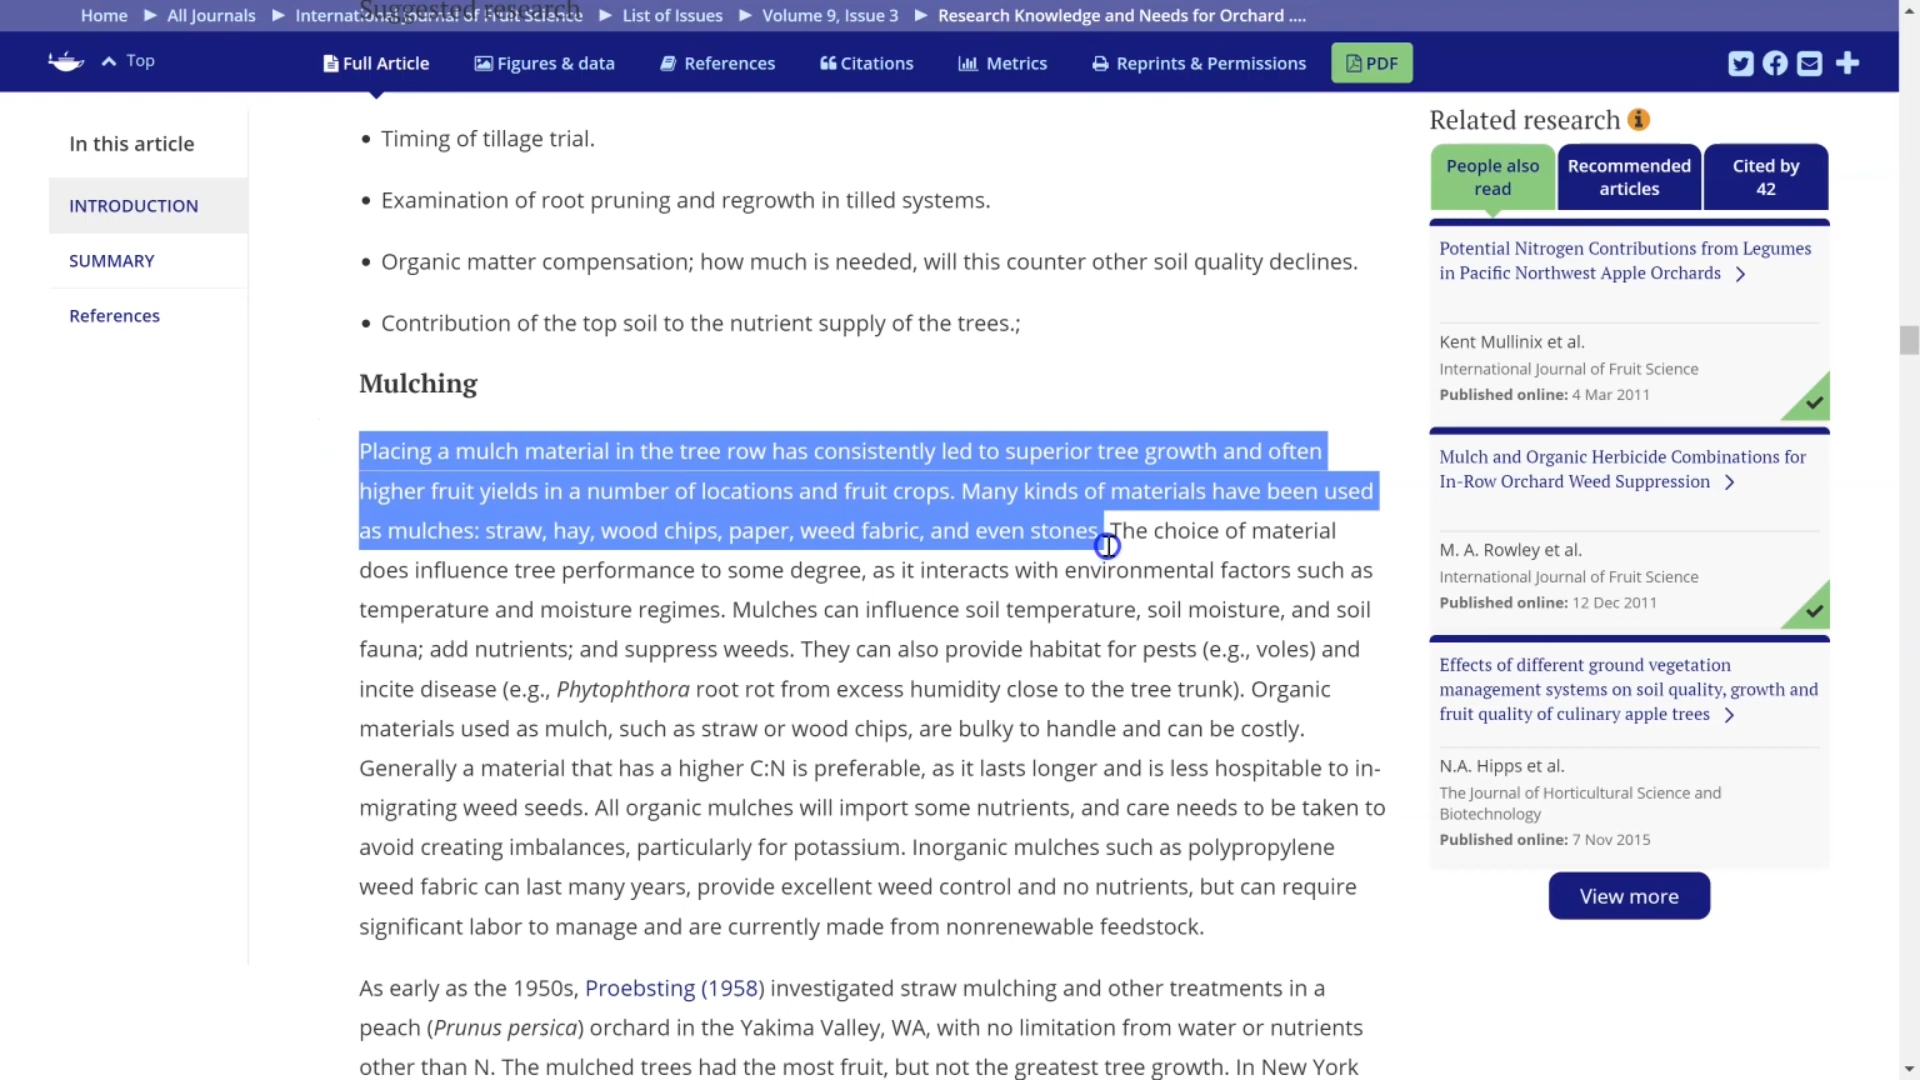 Suggested research
Home ▶ All Journals ▶ International Journal of Fruit Science ▶ List of Issues ▶ Volume 9, Issue 3 ▶ Research Knowledge and Needs for Orchard ....
Top
Full Article
Figures & data
References
Citations
Metrics
Reprints & Permissions
PDF
In this article
INTRODUCTION
SUMMARY
References
• Timing of tillage trial.
• Examination of root pruning and regrowth in tilled systems.
• Organic matter compensation; how much is needed, will this counter other soil quality declines.
• Contribution of the top soil to the nutrient supply of the trees.;
Mulching
Placing a mulch material in the tree row has consistently led to superior tree growth and often
higher fruit yields in a number of locations and fruit crops. Many kinds of materials have been used
as mulches: straw, hay, wood chips, paper, weed fabric, and even stones. The choice of material
does influence tree performance to some degree, as it interacts with environmental factors such as
temperature and moisture regimes. Mulches can influence soil temperature, soil moisture, and soil
fauna; add nutrients; and suppress weeds. They can also provide habitat for pests (e.g., voles) and
incite disease (e.g., Phytophthora root rot from excess humidity close to the tree trunk). Organic
materials used as mulch, such as straw or wood chips, are bulky to handle and can be costly.
Generally a material that has a higher C:N is preferable, as it lasts longer and is less hospitable to in-
migrating weed seeds. All organic mulches will import some nutrients, and care needs to be taken to
avoid creating imbalances, particularly for potassium. Inorganic mulches such as polypropylene
weed fabric can last many years, provide excellent weed control and no nutrients, but can require
significant labor to manage and are currently made from nonrenewable feedstock.
As early as the 1950s, Proebsting (1958) investigated straw mulching and other treatments in a
peach (Prunus persica) orchard in the Yakima Valley, WA, with no limitation from water or nutrients
other than N. The mulched trees had the most fruit, but not the greatest tree growth. In New York
Related research
People also
read
Recommended
articles
Cited by
42
Potential Nitrogen Contributions from Legumes
in Pacific Northwest Apple Orchards
Kent Mullinix et al.
International Journal of Fruit Science
Published online: 4 Mar 2011
Mulch and Organic Herbicide Combinations for
In-Row Orchard Weed Suppression
M. A. Rowley et al.
International Journal of Fruit Science
Published online: 12 Dec 2011
Effects of different ground vegetation
management systems on soil quality, growth and
fruit quality of culinary apple trees
N.A. Hipps et al.
The Journal of Horticultural Science and
Biotechnology
Published online: 7 Nov 2015
View more